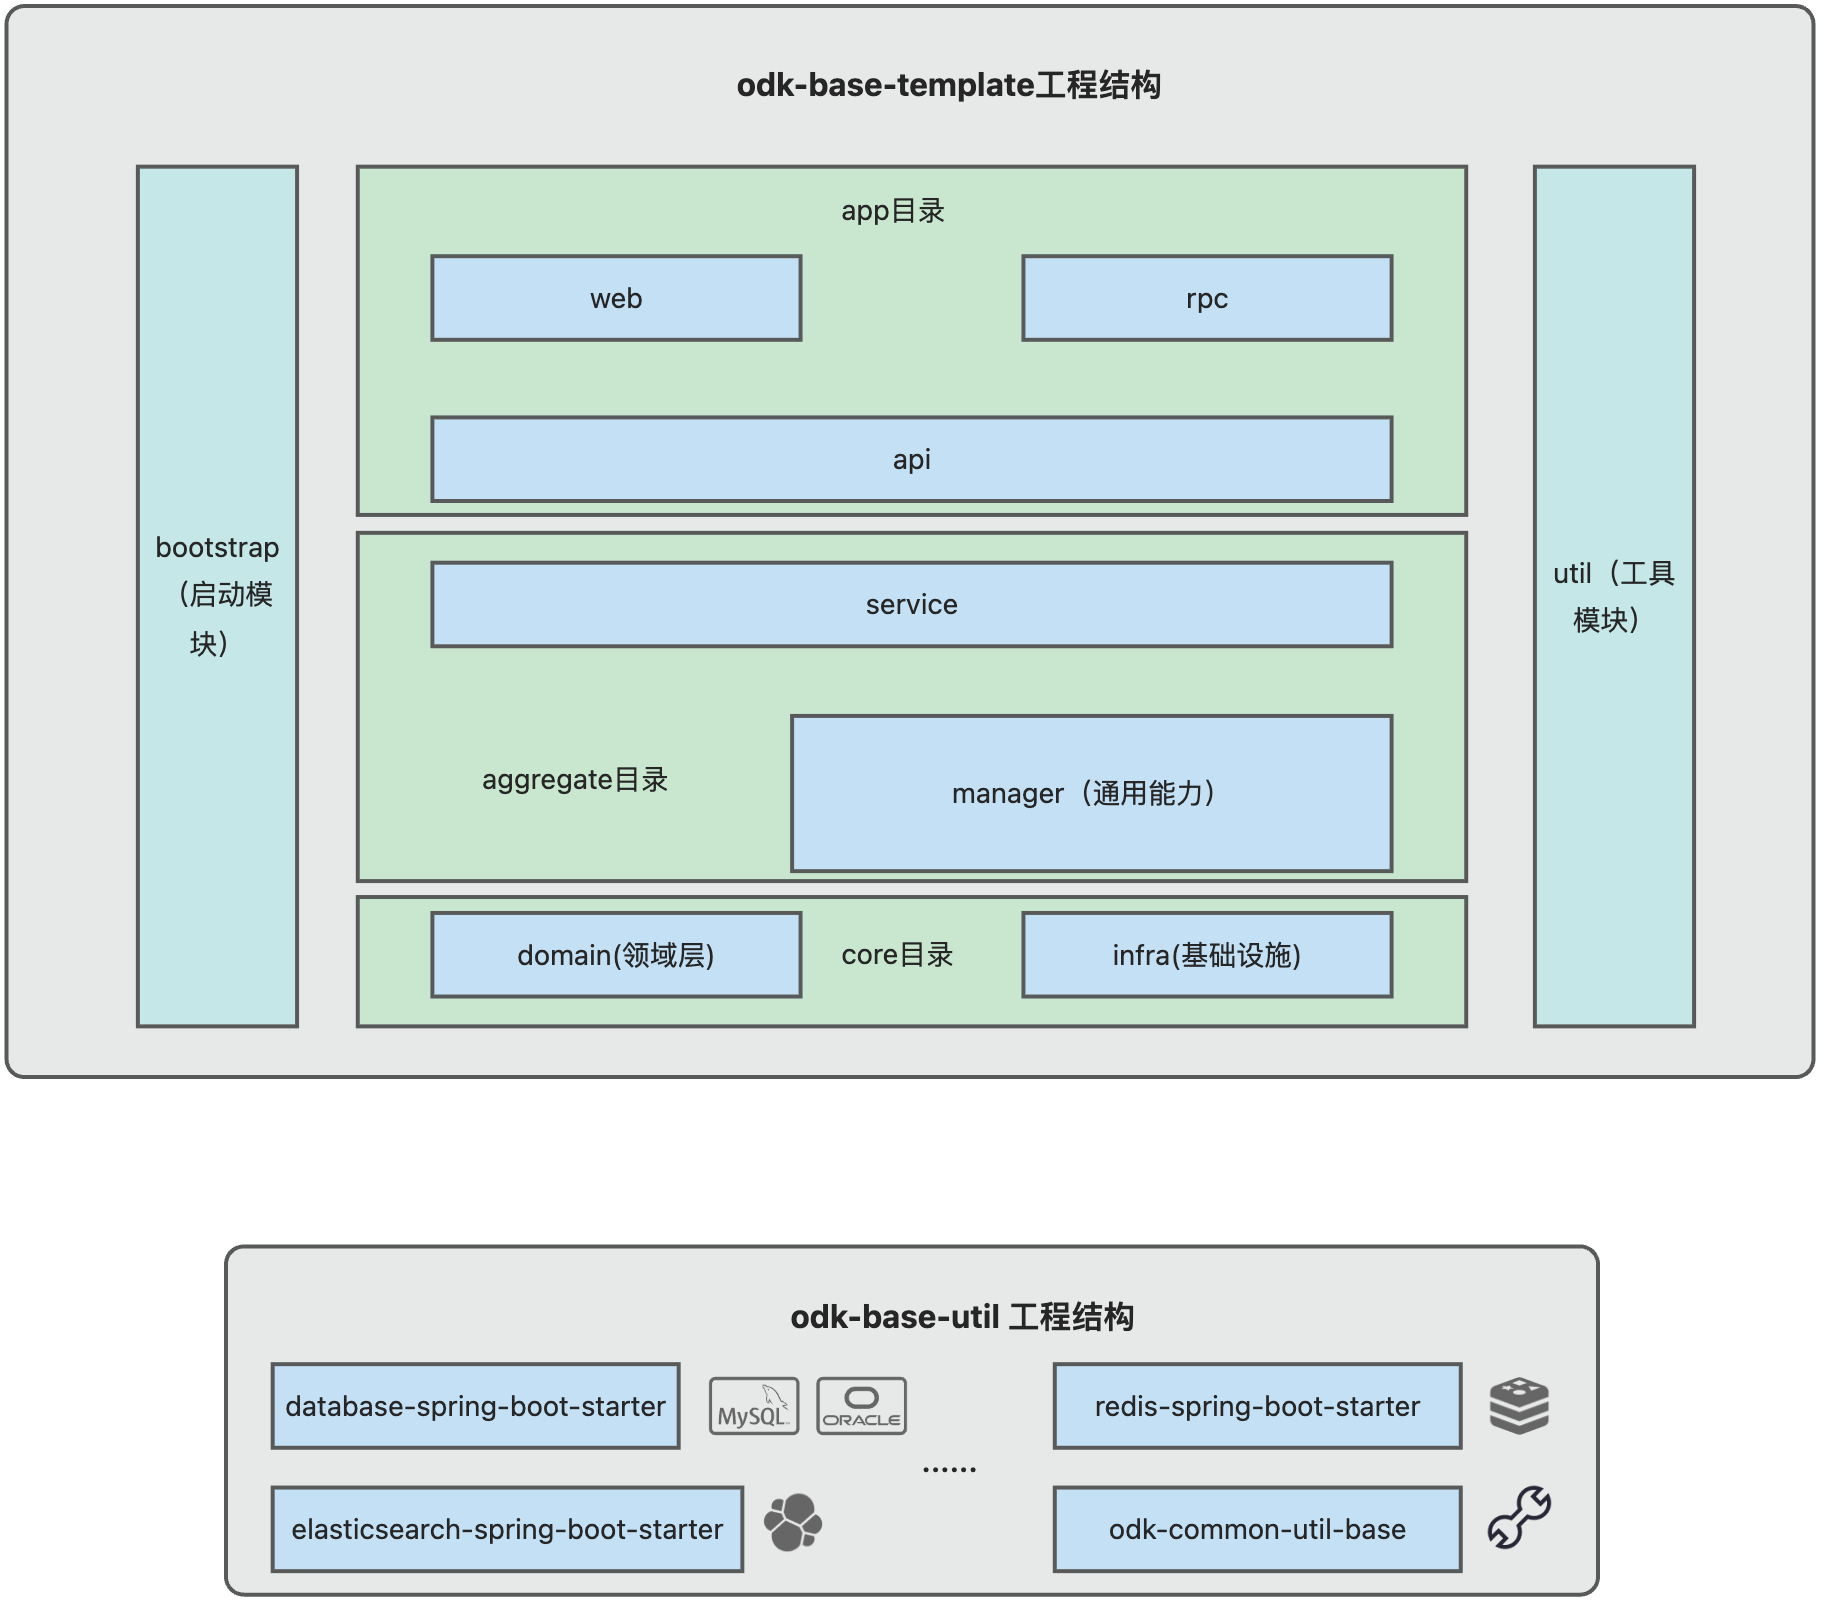 odk-base-template工程结构
app目录
web
rpc
api
bootstrap
（启动模
块）
service
util（工具
模块）
aggregate目录
manager（通用能力）
domain(领域层)
core目录
infra(基础设施)
odk-base-util 工程结构
database-spring-boot-starter
MySQL
ORACLE
redis-spring-boot-starter
......
elasticsearch-spring-boot-starter
odk-common-util-base